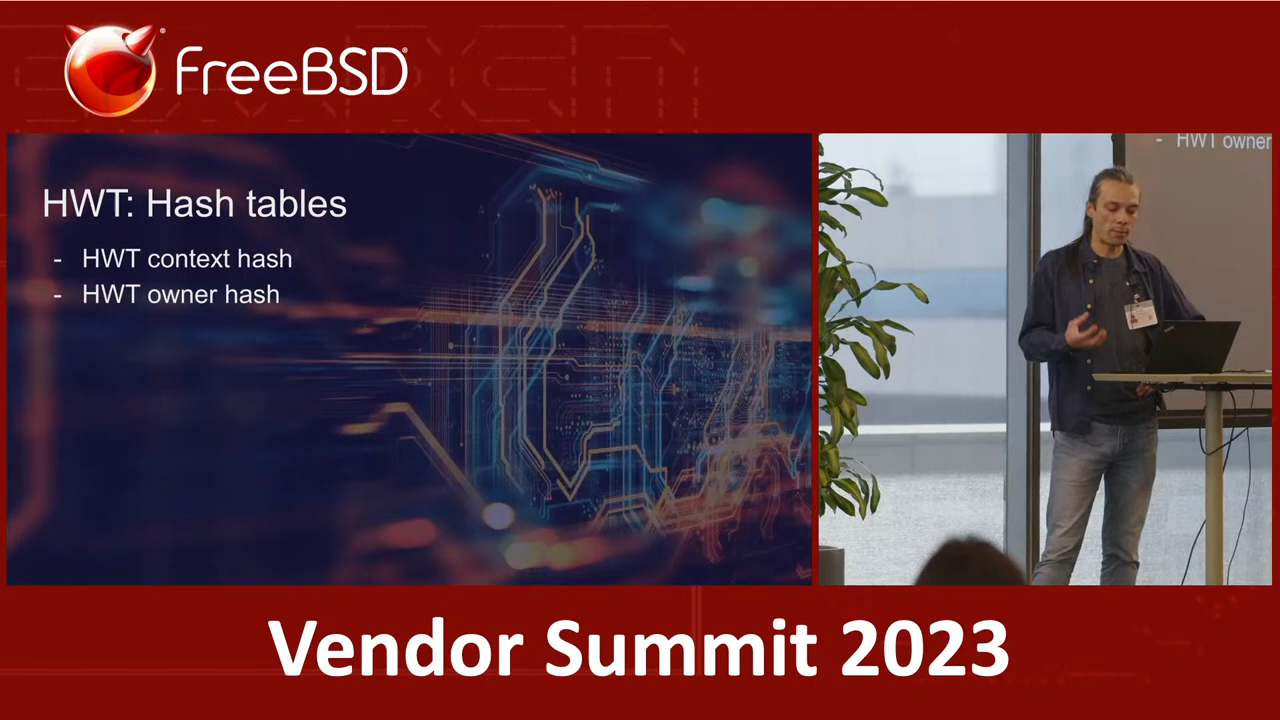 FreeBSD®
HWT: Hash tables
- HWT context hash
- HWT owner hash
- HWT owner
Vendor Summit 2023